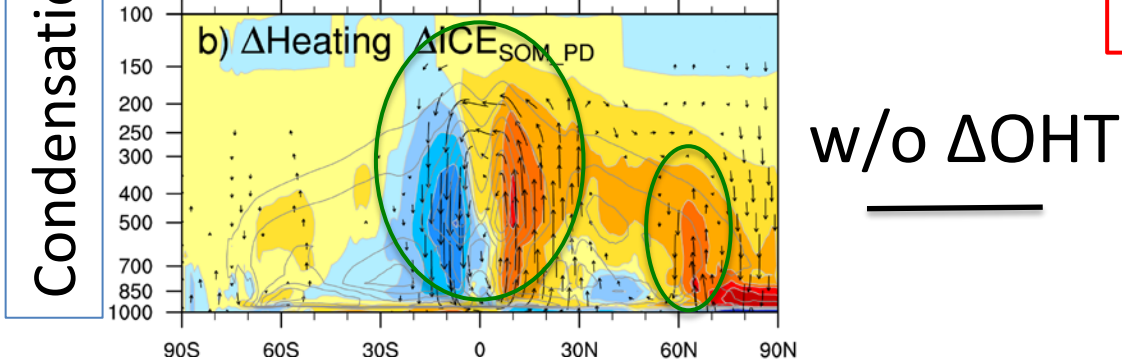 Condensatio
b) ΔHeating ΔICE_SOM_PD
w/o ΔOHT
100
150
200
250
300
400
500
700
850
1000
90S 60S 30S 0 30N 60N 90N